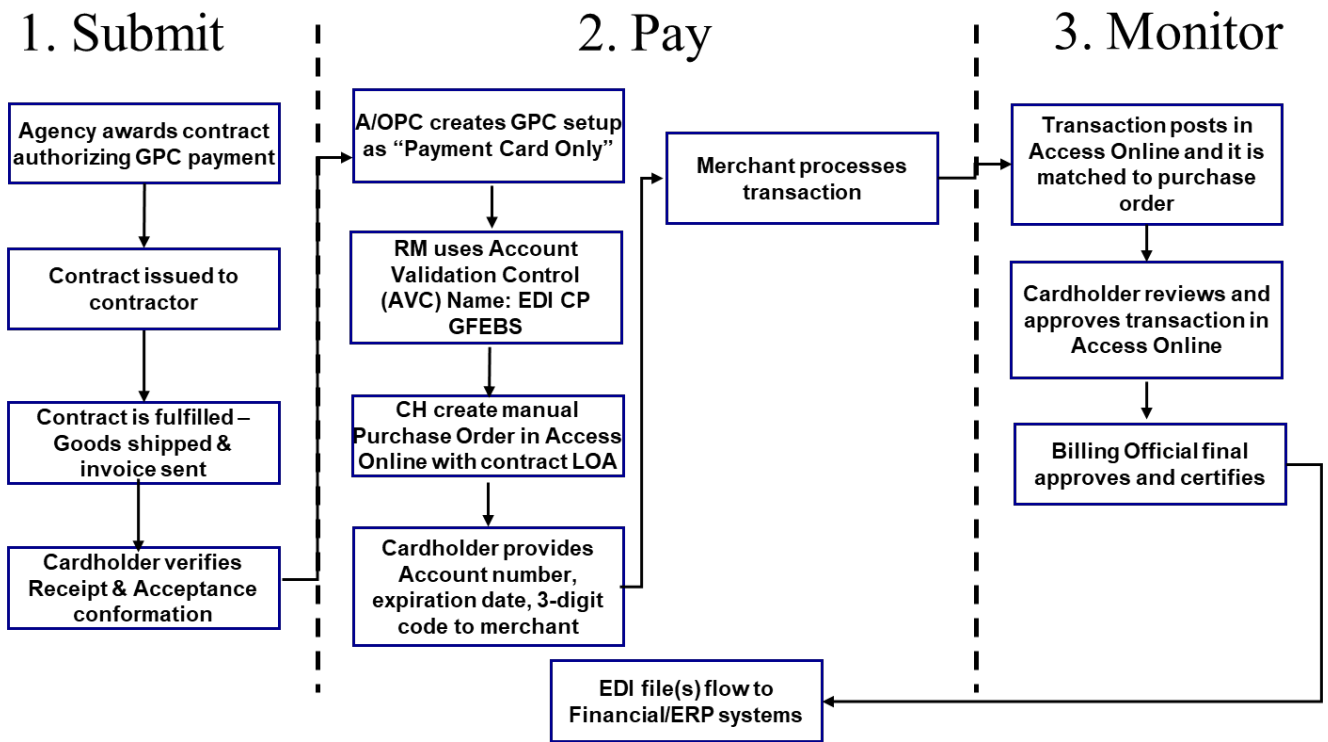 1. Submit
2. Pay
3. Monitor
Agency awards contract
authorizing GPC payment
Contract issued to
contractor
Contract is fulfilled –
Goods shipped &
invoice sent
Cardholder verifies
Receipt & Acceptance
conformation
A/OPC creates GPC setup
as “Payment Card Only”
RM uses Account
Validation Control
(AVC) Name: EDI CP
GFEBS
CH create manual
Purchase Order in Access
Online with contract LOA
Cardholder provides
Account number,
expiration date, 3-digit
code to merchant
Merchant processes
transaction
Transaction posts in
Access Online and it is
matched to purchase
order
Cardholder reviews and
approves transaction in
Access Online
Billing Official final
approves and certifies
EDI file(s) flow to
Financial/ERP systems